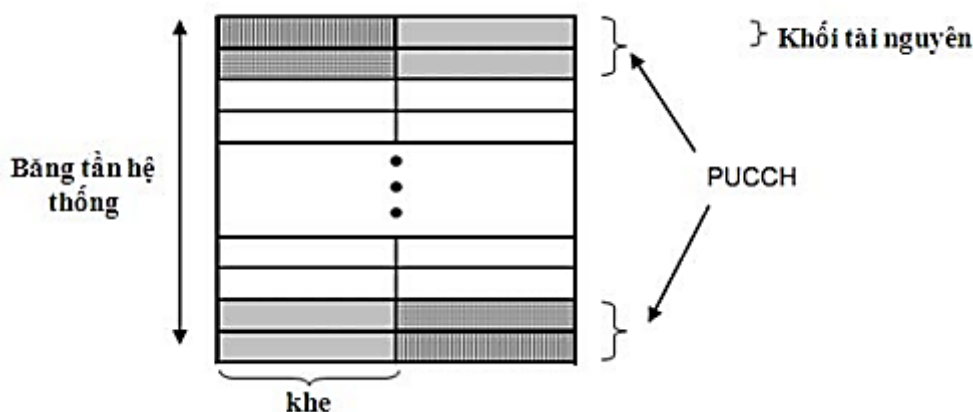 Khối tài nguyên
Băng tần hệ
thống
PUCCH
khe